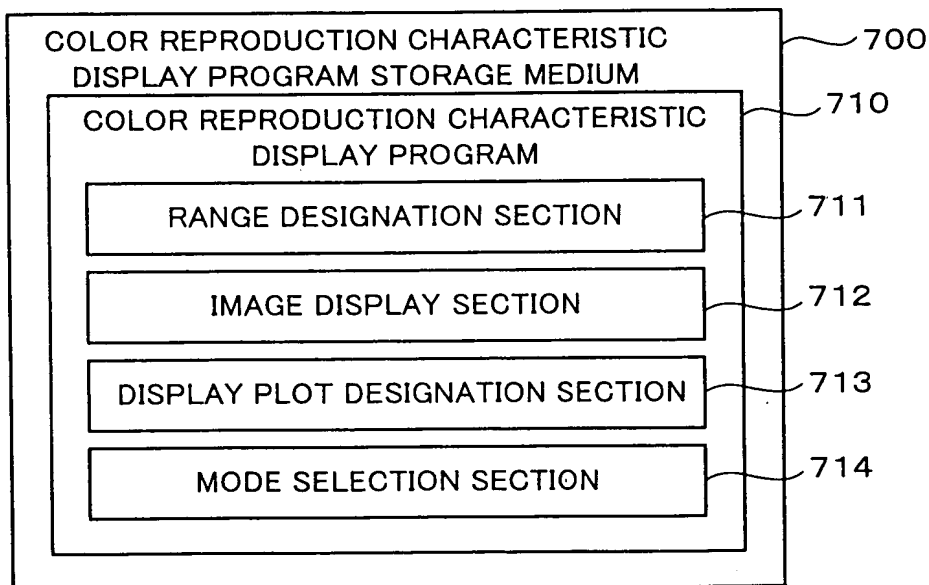 COLOR REPRODUCTION CHARACTERISTIC
DISPLAY PROGRAM STORAGE MEDIUM
700
COLOR REPRODUCTION CHARACTERISTIC
DISPLAY PROGRAM
710
RANGE DESIGNATION SECTION
711
IMAGE DISPLAY SECTION
712
DISPLAY PLOT DESIGNATION SECTION
713
MODE SELECTION SECTION
714